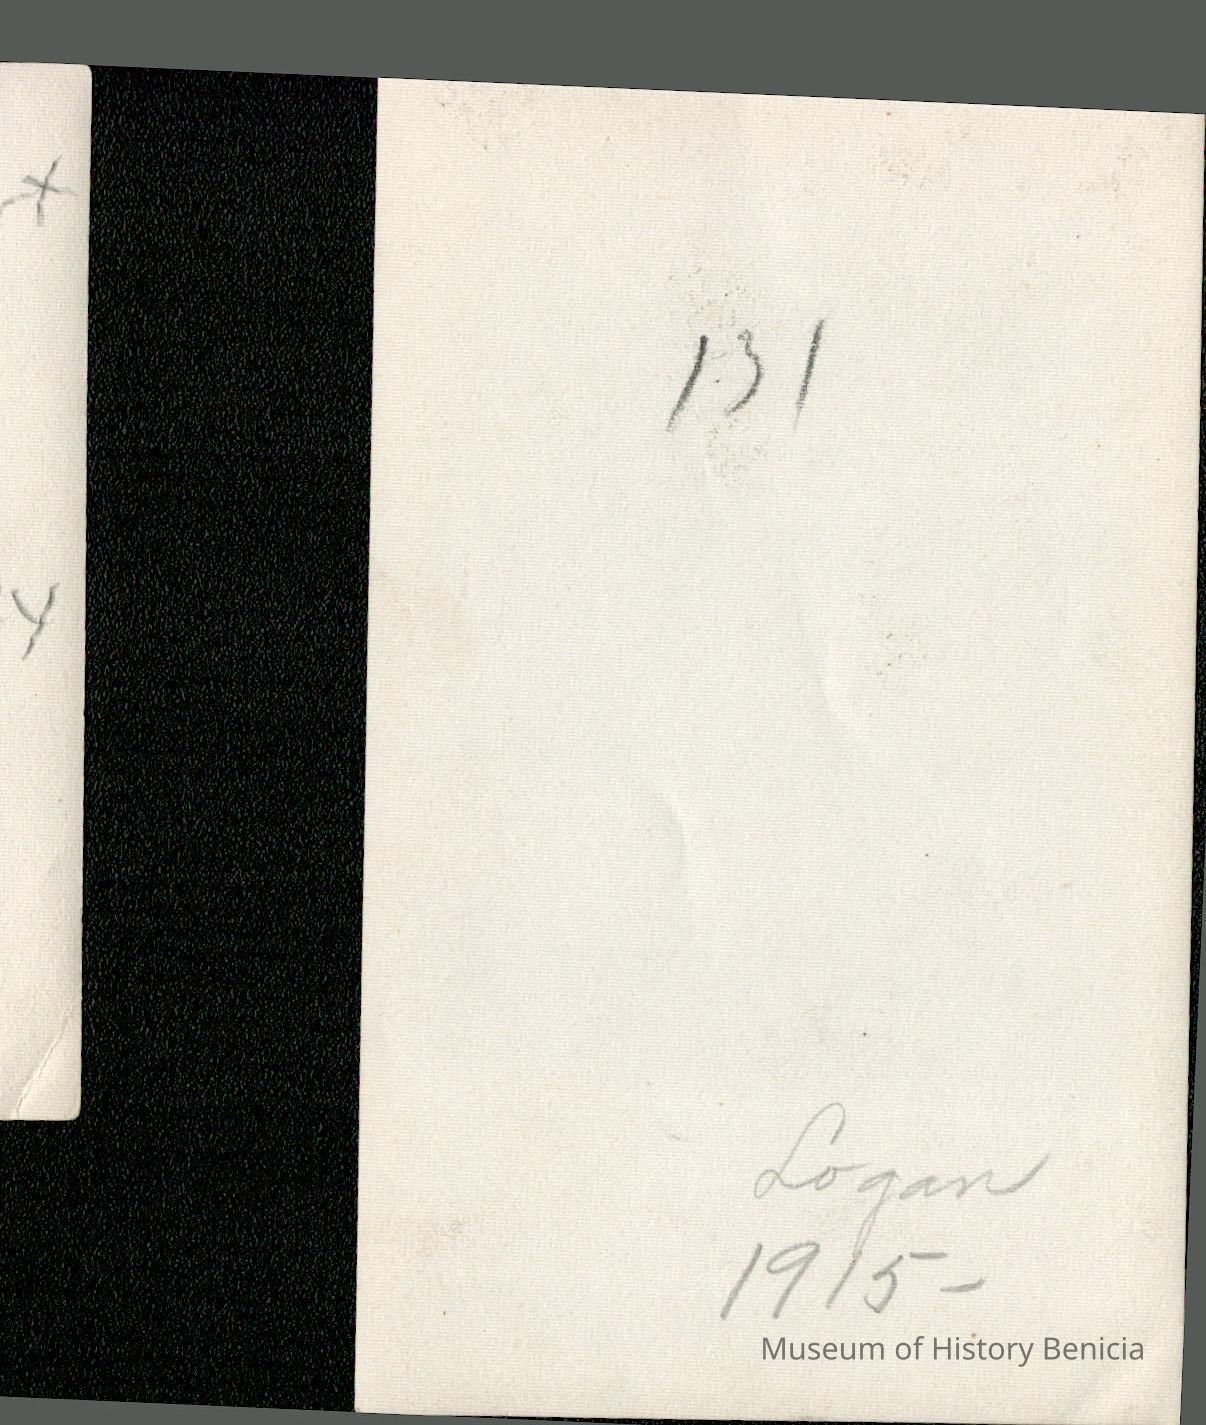 131
Logan
1915-
Museum of History Benicia